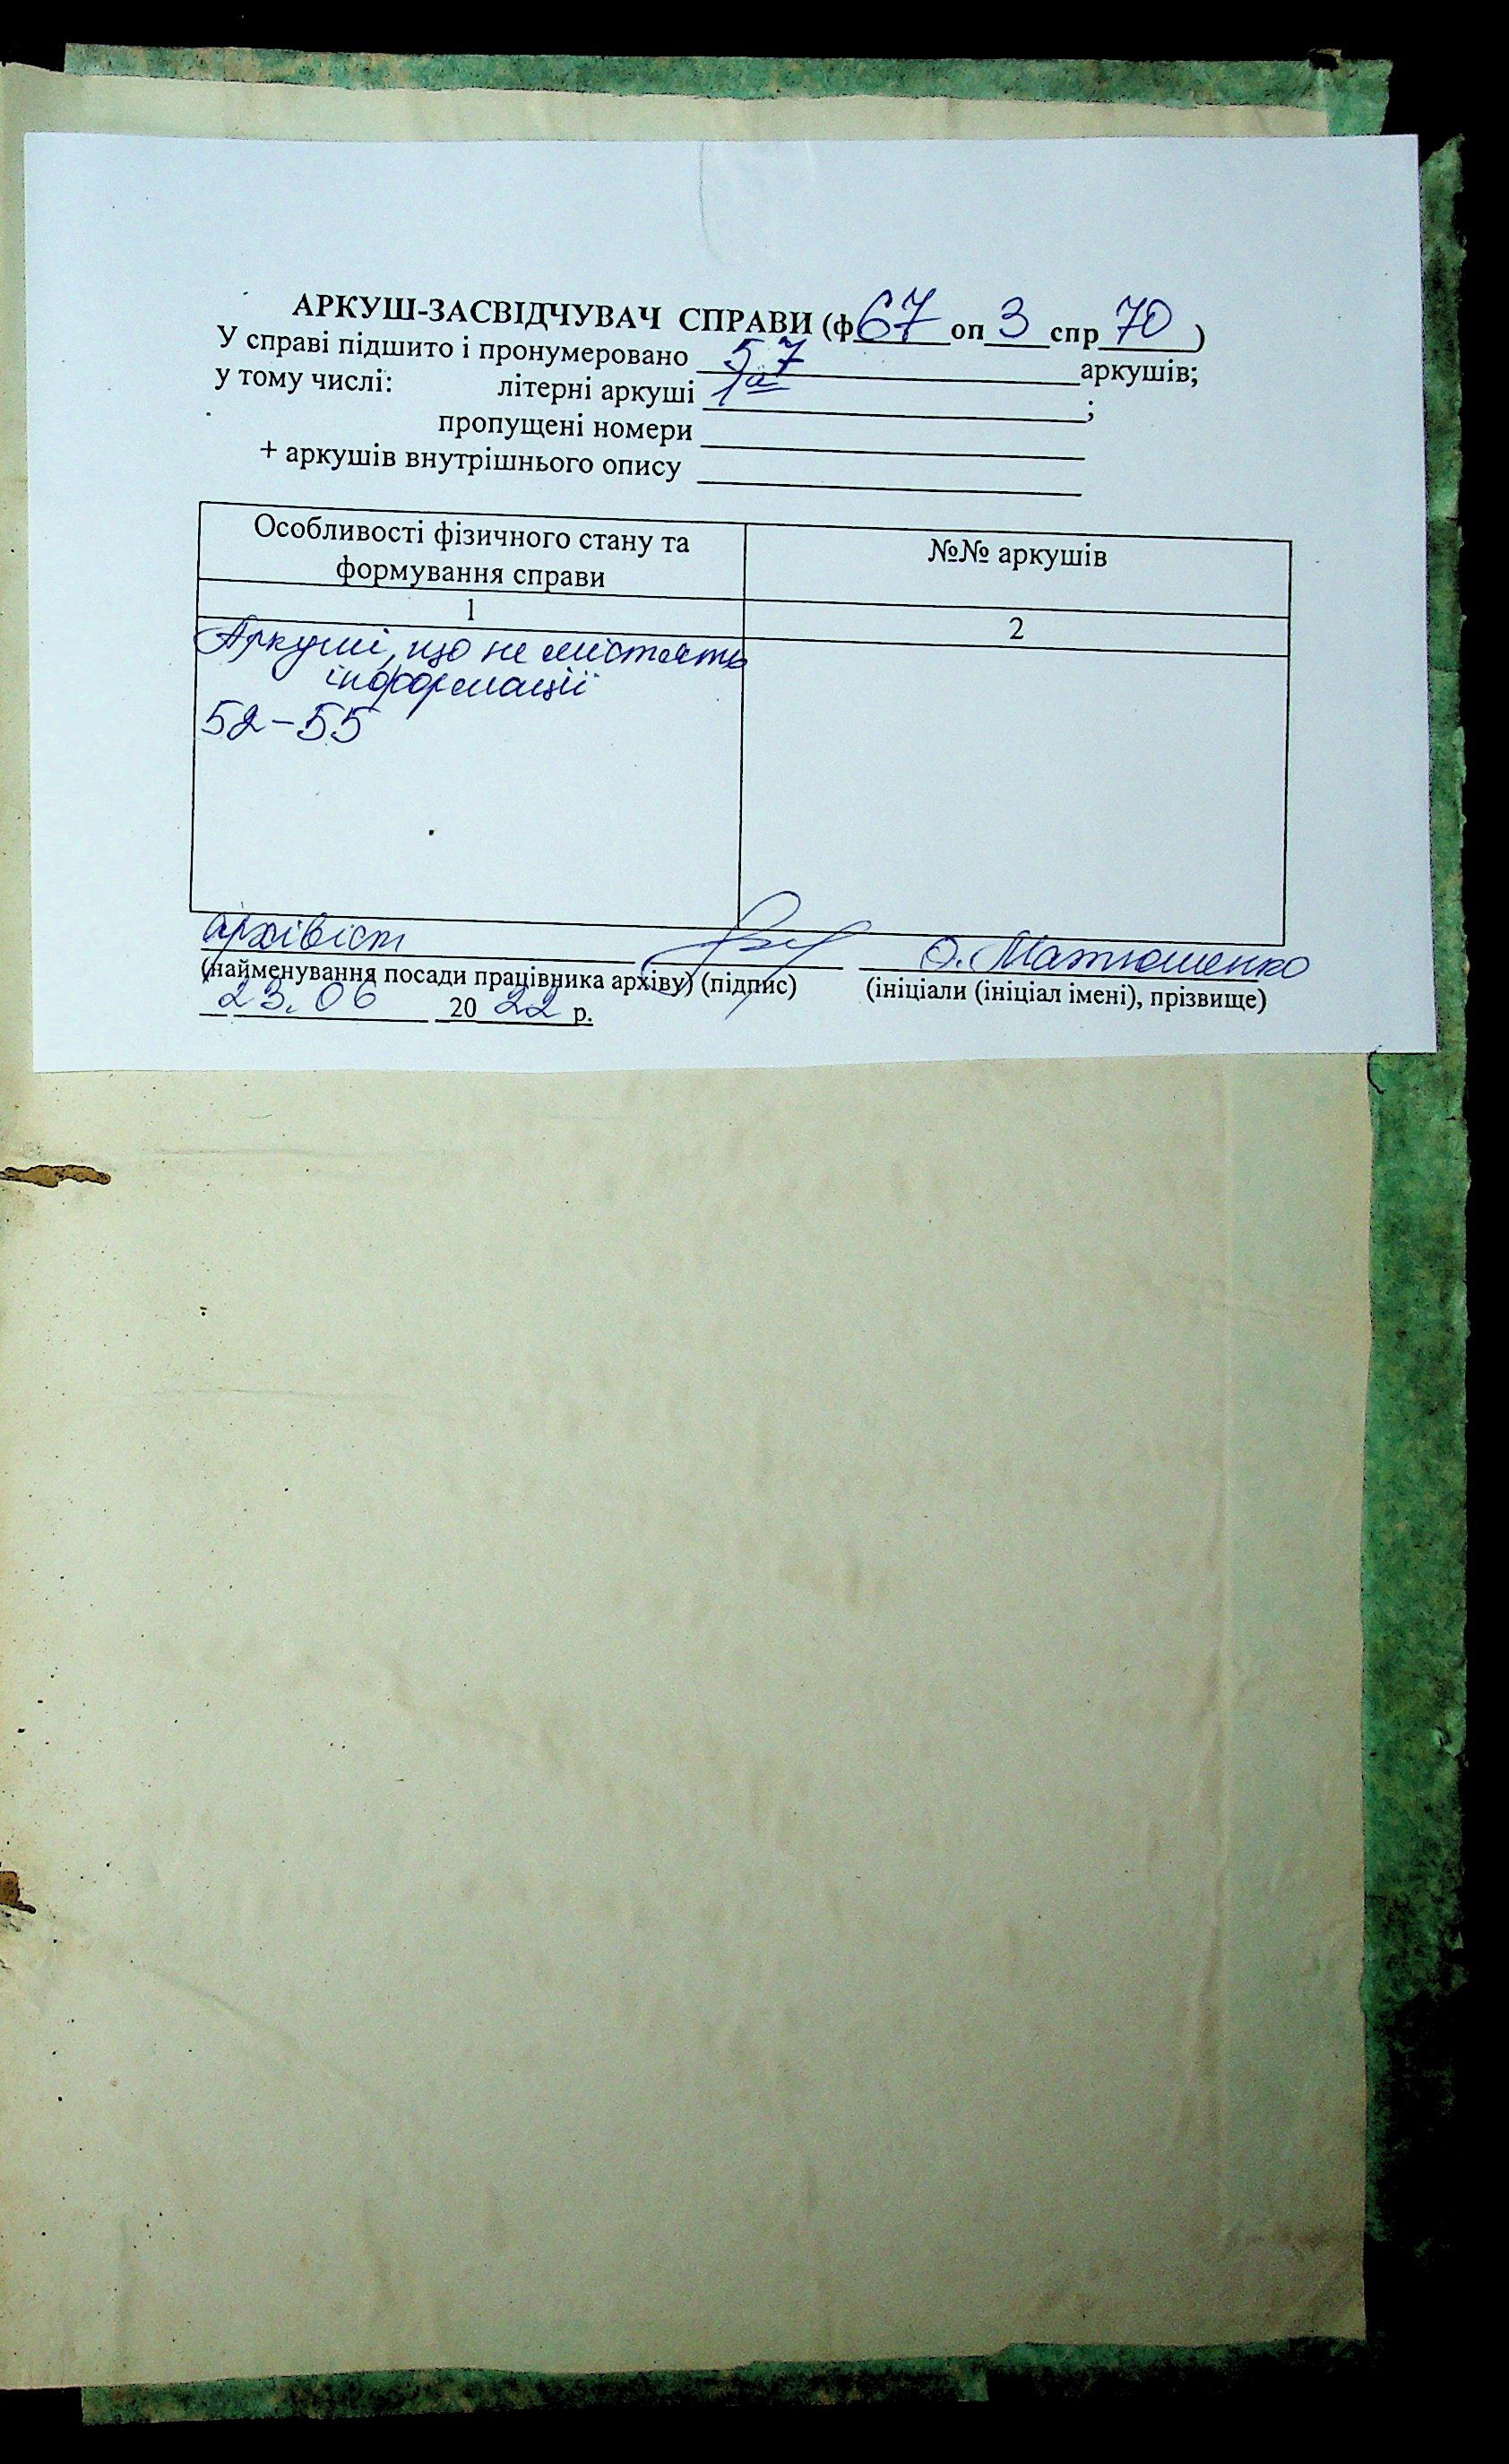 АРКУШ-ЗАСВІДЧУВАЧ СПРАВИ (ф 67 оп 3 спр 70 )
У справі підшито і пронумеровано 57 аркушів;
у тому числі: літерні аркуші 1а ;
пропущені номери
+ аркушів внутрішнього опису
Особливості фізичного стану та
формування справи
№№ аркушів
1
2
Аркуші, що не містять
інформації
52-55
архівіст О. Матюшенко
(найменування посади працівника архіву) (підпис) (ініціали (ініціал імені), прізвище)
23.06 2022 р.